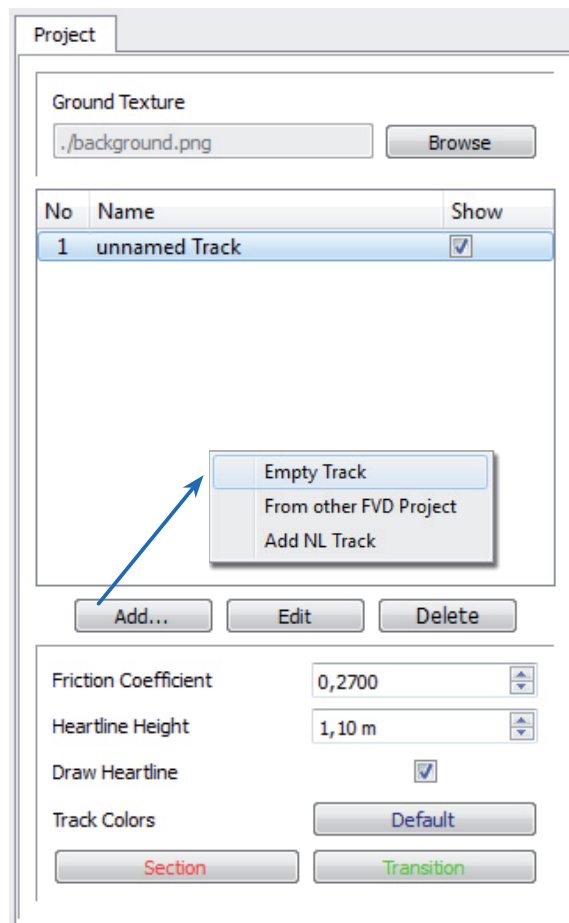 Project
Ground Texture
./background.png Browse
No Name Show
1 unnamed Track
Empty Track
From other FVD Project
Add NL Track
Add... Edit Delete
Friction Coefficient 0,2700
Heartline Height 1,10 m
Draw Heartline
Track Colors Default
Section Transition